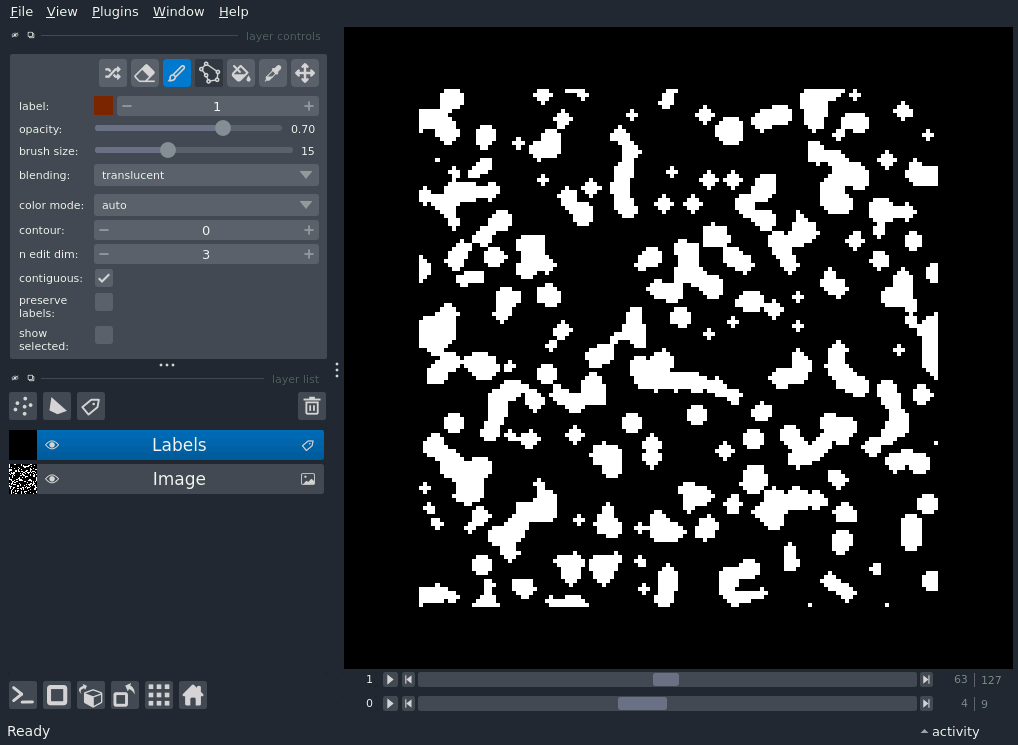 File View Plugins Window Help
layer controls
label: 1
opacity: 0.70
brush size: 15
blending: translucent
color mode: auto
contour: 0
n edit dim: 3
contiguous:
preserve
labels:
show
selected:
layer list
Labels
Image
1 63 127
0 4 9
Ready activity